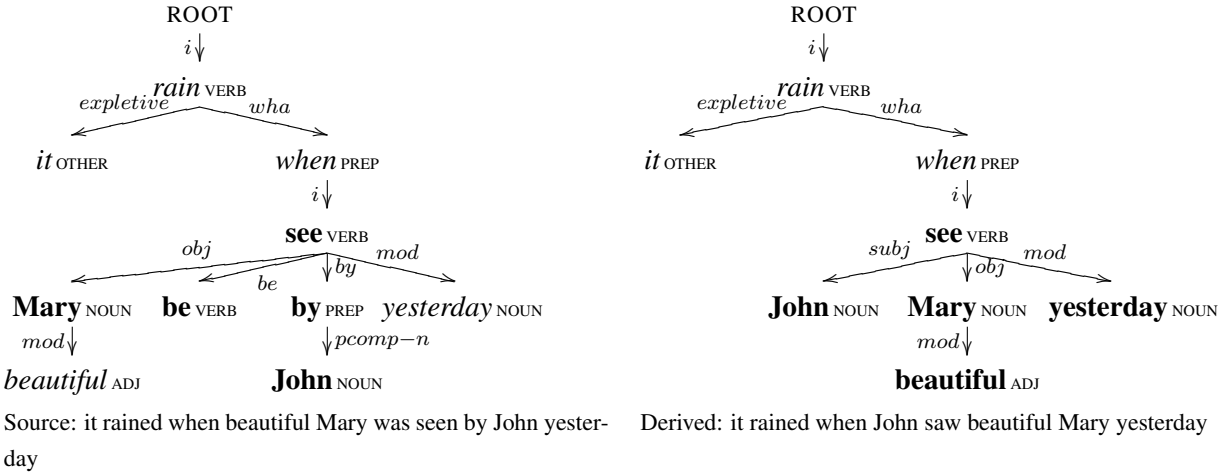 ROOT ROOT
i i
rain VERB rain VERB
expletive wha expletive wha
it OTHER when PREP it OTHER when PREP
i i
see VERB see VERB
obj be by mod subj obj mod
Mary NOUN be VERB by PREP yesterday NOUN John NOUN Mary NOUN yesterday NOUN
mod pcomp−n mod
beautiful ADJ John NOUN beautiful ADJ
Source: it rained when beautiful Mary was seen by John yester-
day
Derived: it rained when John saw beautiful Mary yesterday